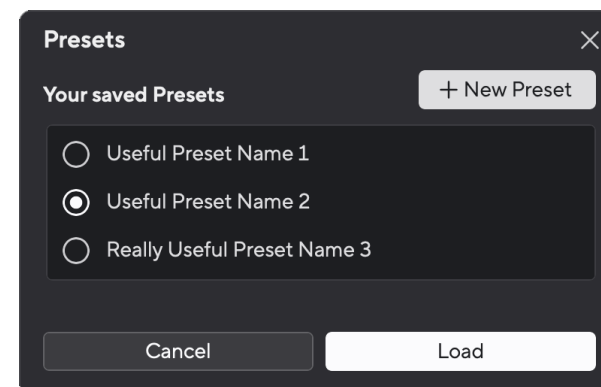 Presets
Your saved Presets
+ New Preset
Useful Preset Name 1
Useful Preset Name 2
Really Useful Preset Name 3
Cancel
Load